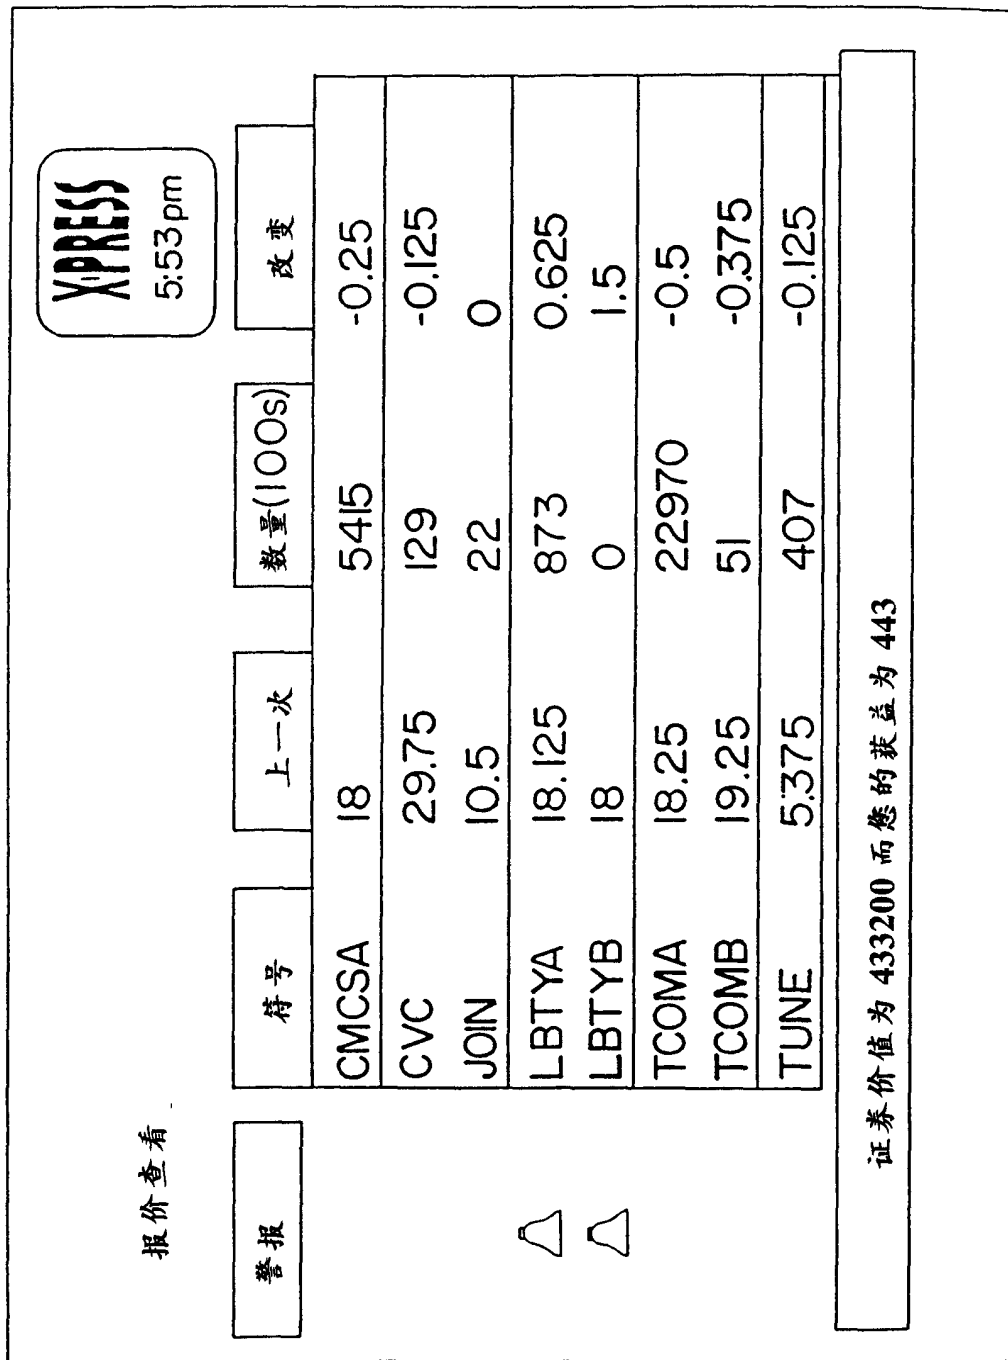 报价查看
X·PRESS
5:53pm
警报 符号 上一次 数量(100s) 改变
CMCSA 18 5415 -0.25
CVC 29.75 129 -0.125
JOIN 10.5 22 0
LBTYA 18.125 873 0.625
LBTYB 18 0 1.5
TCOMA 18.25 22970 -0.5
TCOMB 19.25 51 -0.375
TUNE 5.375 407 -0.125
证券价值为 433200 而您的获益为 443